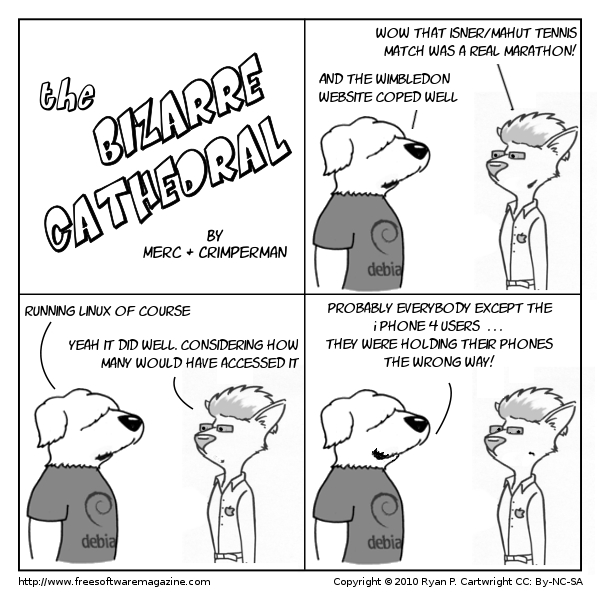 the
BIZARRE
CATHEDRAL
BY
MERC + CRIMPERMAN
WOW THAT ISNER/MAHUT TENNIS
MATCH WAS A REAL MARATHON!
AND THE WIMBLEDON
WEBSITE COPED WELL
debia
RUNNING LINUX OF COURSE
YEAH IT DID WELL. CONSIDERING HOW
MANY WOULD HAVE ACCESSED IT
debia
PROBABLY EVERYBODY EXCEPT THE
iPHONE 4 USERS ...
THEY WERE HOLDING THEIR PHONES
THE WRONG WAY!
debia
http://www.freesoftwaremagazine.com
Copyright © 2010 Ryan P. Cartwright CC: By-NC-SA